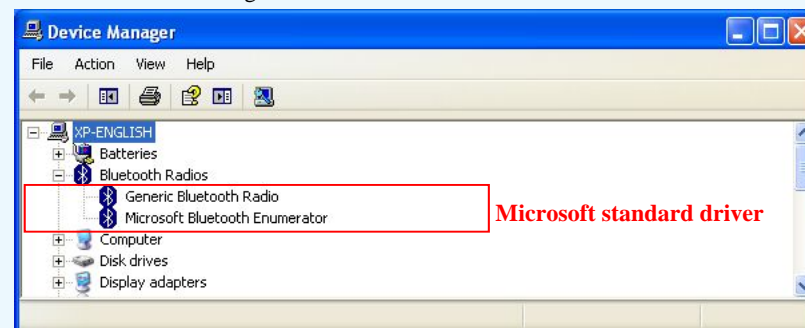 Device Manager
File Action View Help
XP-ENGLISH
Batteries
Bluetooth Radios
Generic Bluetooth Radio
Microsoft Bluetooth Enumerator
Microsoft standard driver
Computer
Disk drives
Display adapters